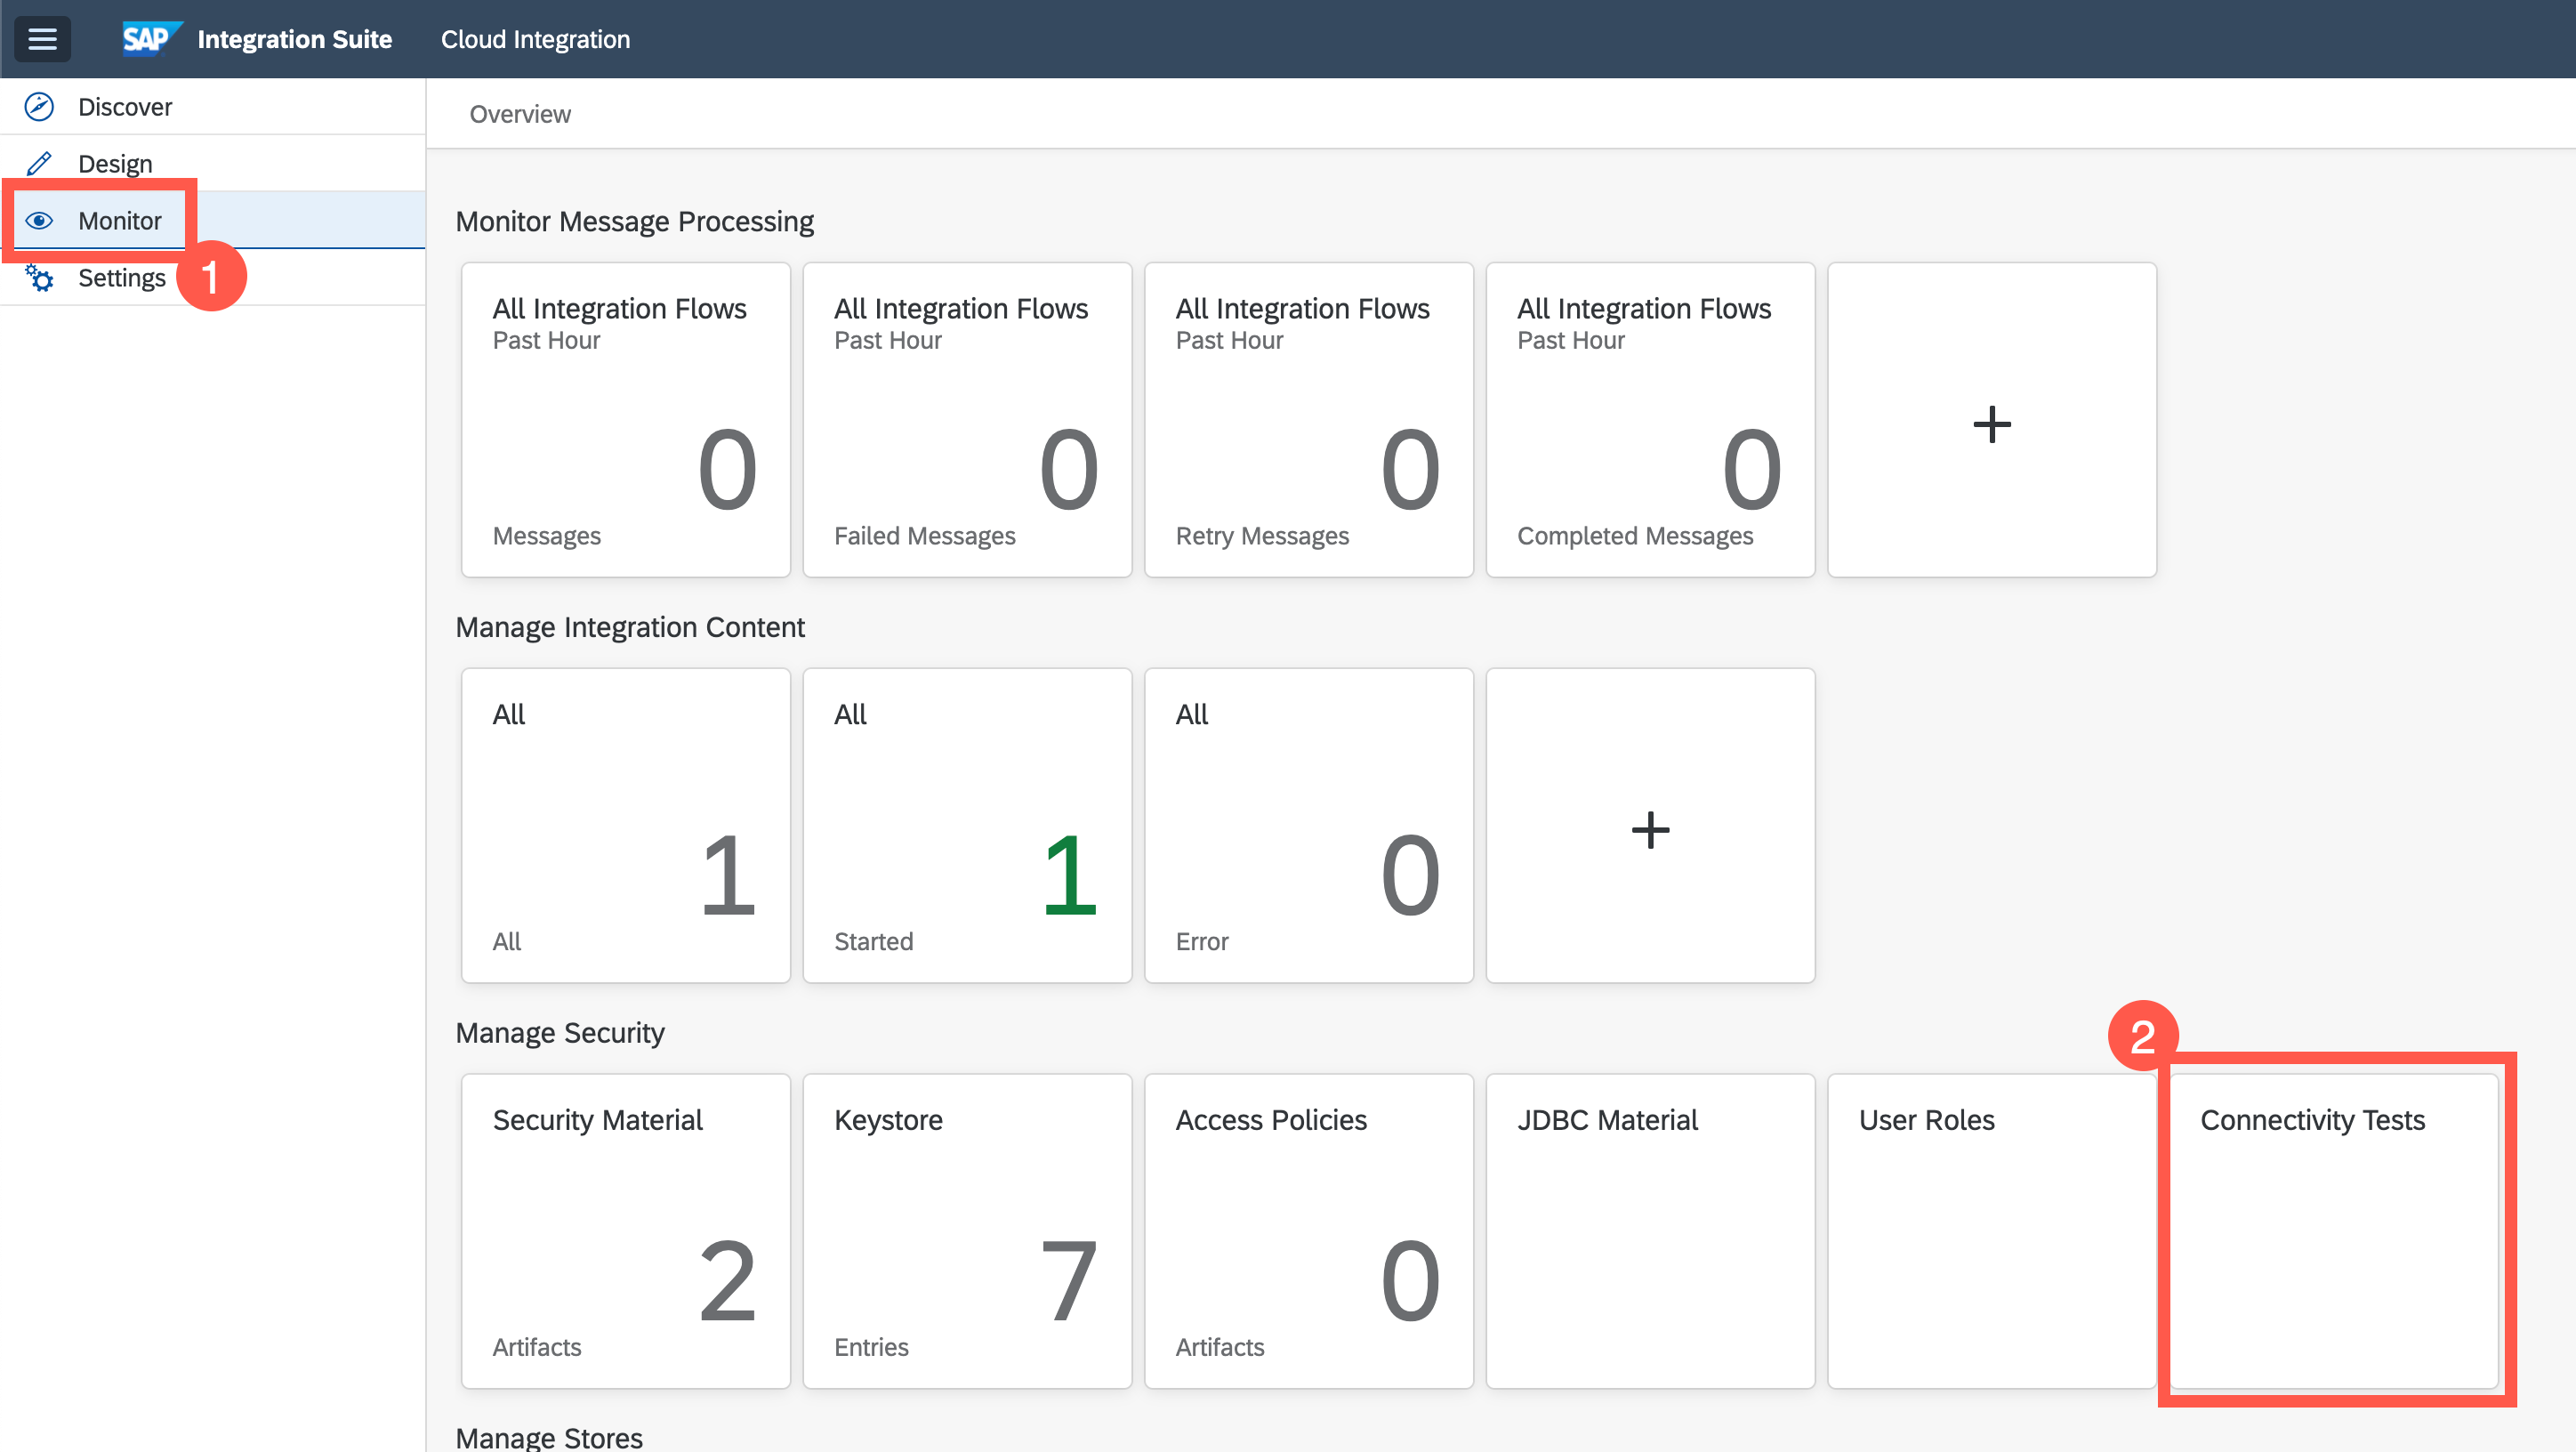 SAP Integration Suite Cloud Integration
Discover
Design
Monitor
Settings
1
Overview
Monitor Message Processing
All Integration Flows
Past Hour
0
Messages
All Integration Flows
Past Hour
0
Failed Messages
All Integration Flows
Past Hour
0
Retry Messages
All Integration Flows
Past Hour
0
Completed Messages
+
Manage Integration Content
All
1
All
All
1
Started
All
0
Error
+
Manage Security
2
Security Material
2
Artifacts
Keystore
7
Entries
Access Policies
0
Artifacts
JDBC Material
User Roles
Connectivity Tests
Manage Stores